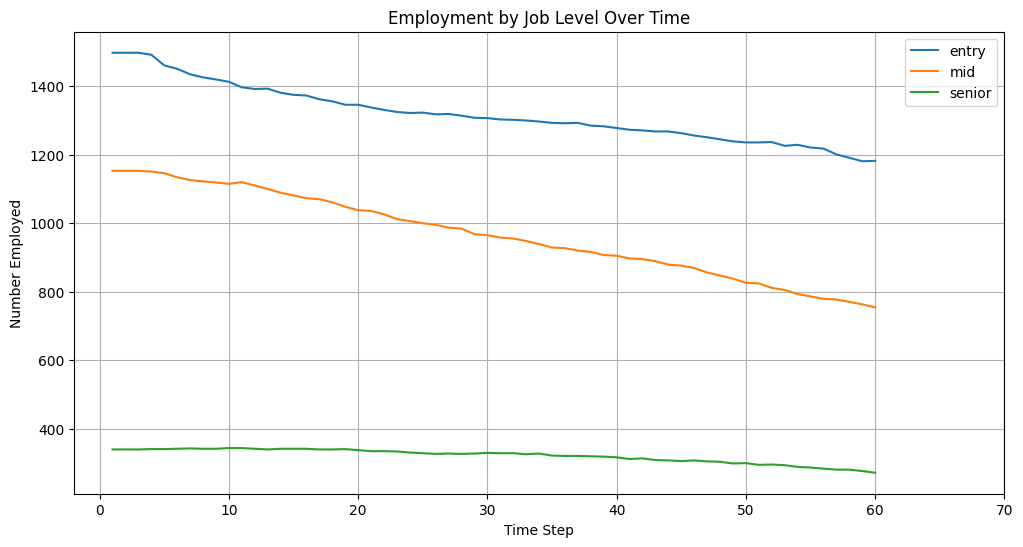 Employment by Job Level Over Time
entry
mid
senior
Number Employed
1400
1200
1000
800
600
400
0 10 20 30 40 50 60 70
Time Step